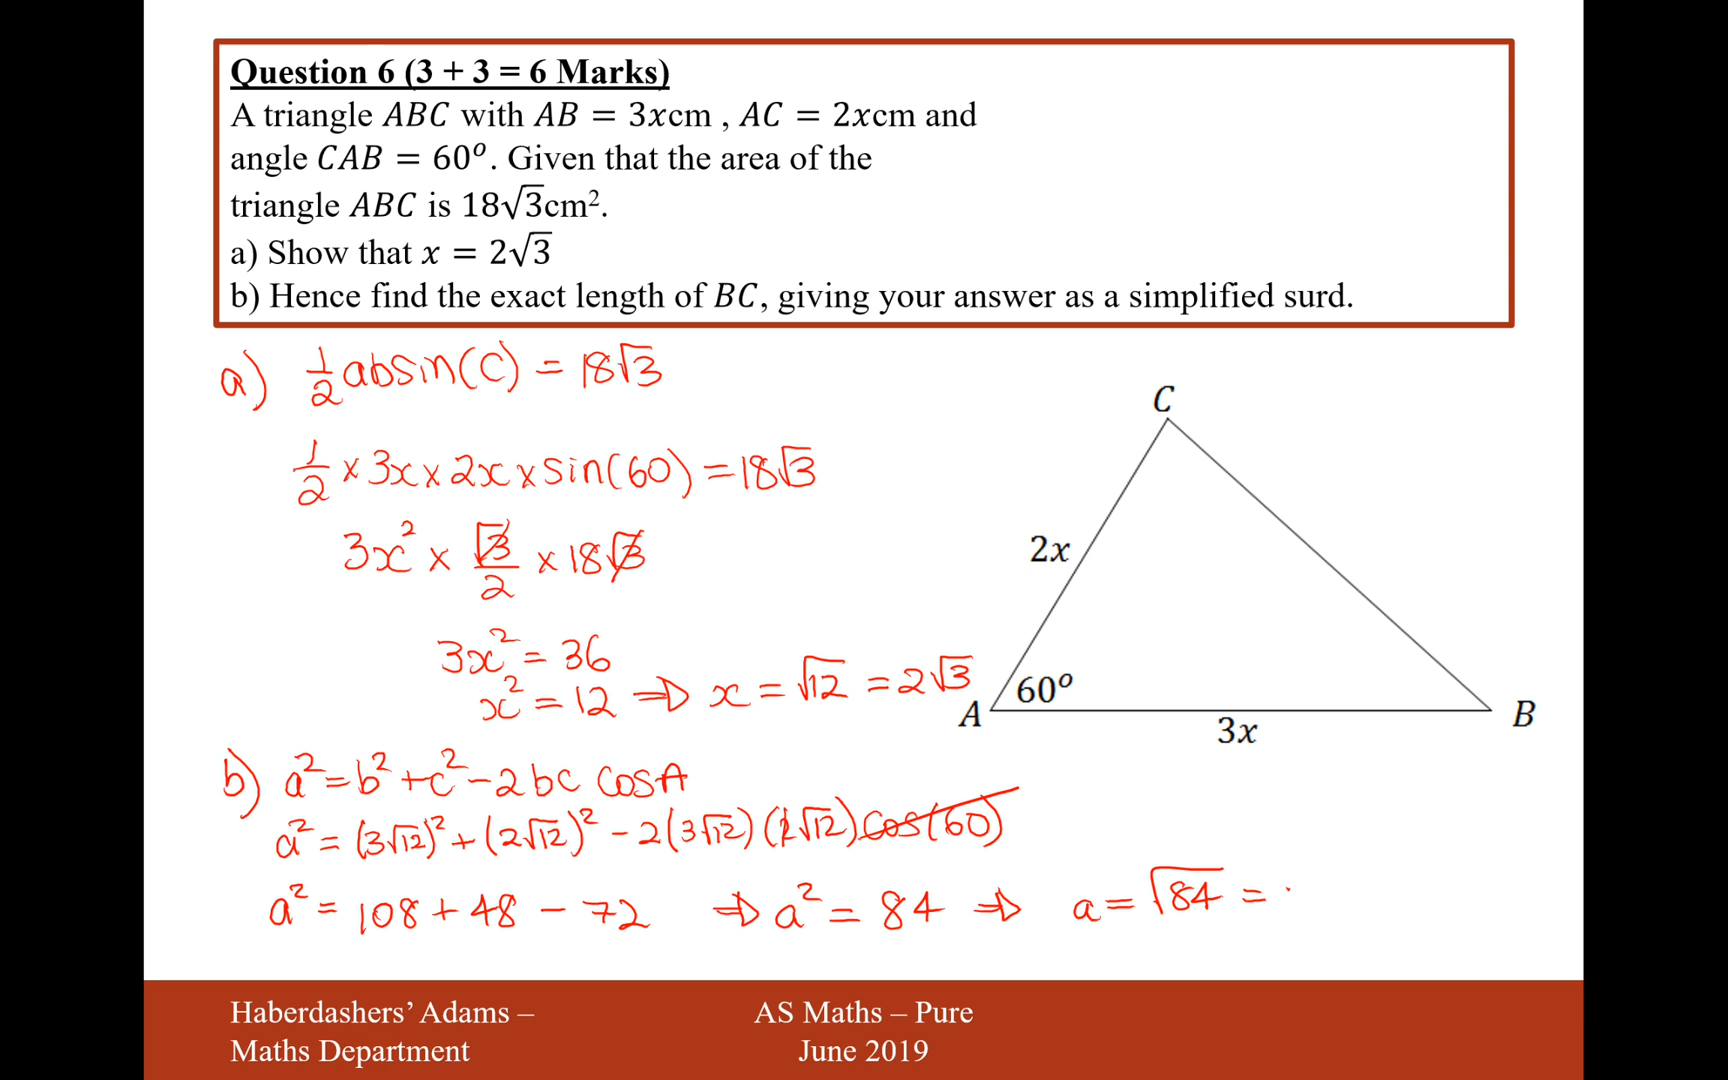 Question 6 (3 + 3 = 6 Marks)
A triangle ABC with AB = 3xcm , AC = 2xcm and
angle CAB = 60°. Given that the area of the
triangle ABC is 18√3cm².
a) Show that x = 2√3
b) Hence find the exact length of BC, giving your answer as a simplified surd.
a) ½absin(C) = 18√3
½ × 3x × 2x × sin(60) = 18√3
3x² × √3/2 × 18√3
3x² = 36
x² = 12 ⇒ x = √12 = 2√3
b) a² = b² + c² - 2bc cosA
a² = (3√12)² + (2√12)² - 2(3√12)(2√12)cos(60)
a² = 108 + 48 - 72 ⇒ a² = 84 ⇒ a = √84 =
C
2x
60°
A
B
3x
Haberdashers’ Adams –
Maths Department
AS Maths – Pure
June 2019